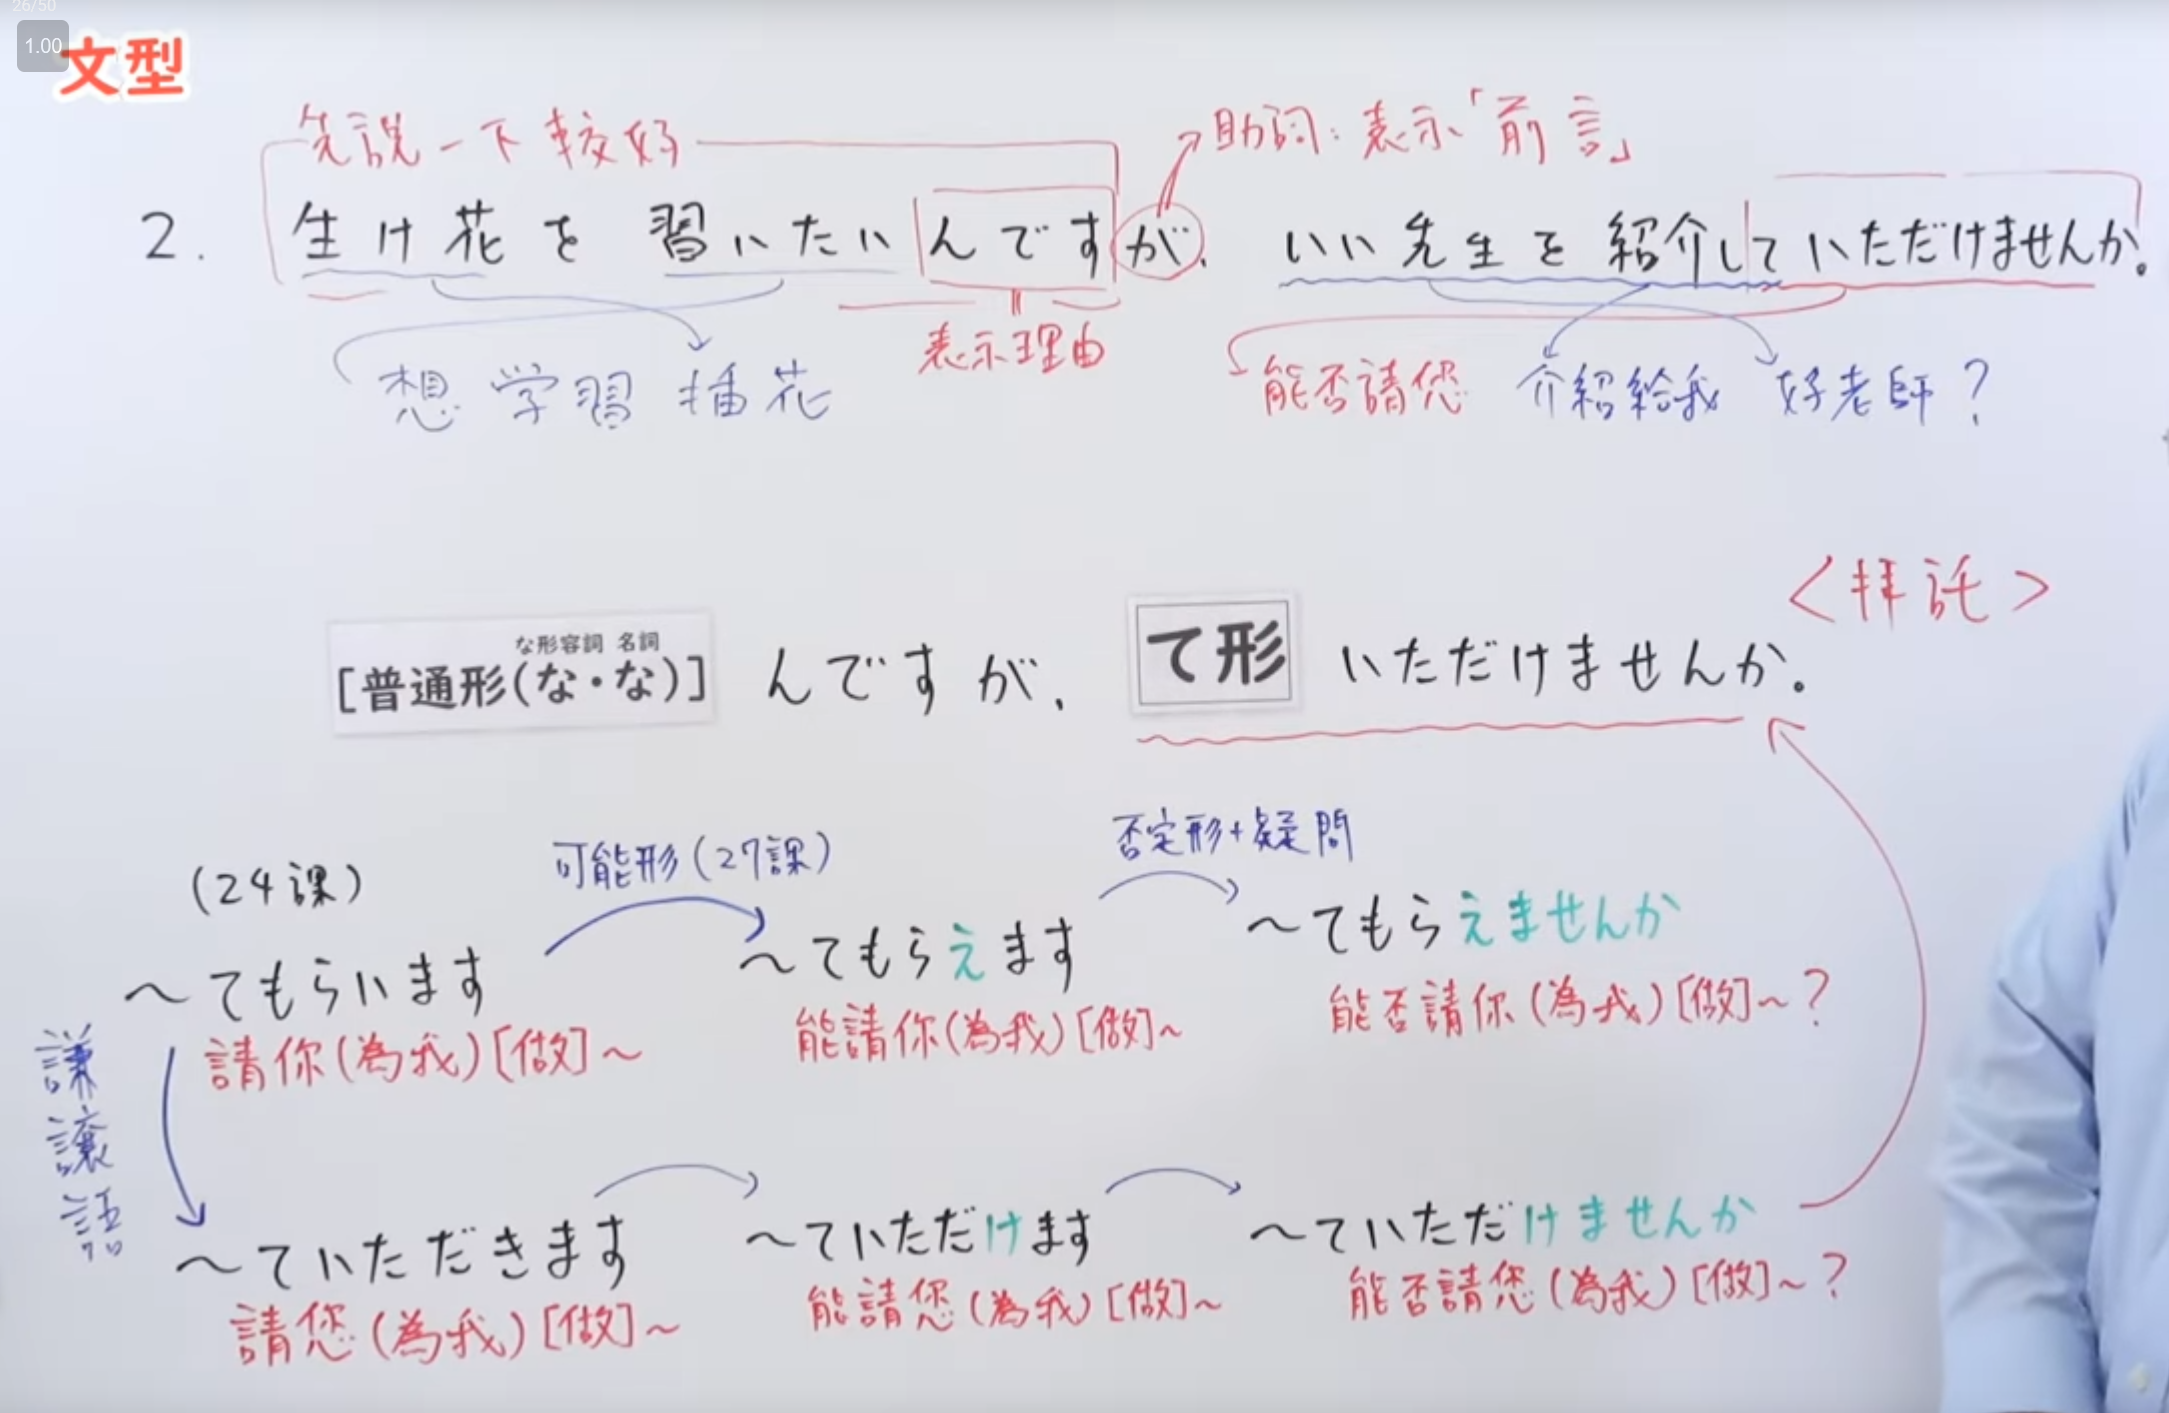 26/50
1.00
文型
先說一下較好
助詞：表示「前言」
2. 生け花を習いたいんですが、いい先生を紹介していただけませんか。
表示理由
想学習插花
能否請您 介紹給我 好老師？
<拝託>
な形容詞 名詞
[普通形(な・な)] んですが、て形 いただけませんか。
(24課) 可能形(27課) 否定形+疑問
～てもらいます ～てもらえます ～てもらえませんか
請你(為我)[做]～ 能請你(為我)[做]～ 能否請你(為我)[做]～？
謙譲語
～ていただきます ～ていただけます ～ていただけませんか
請您(為我)[做]～ 能請您(為我)[做]～ 能否請您(為我)[做]～？